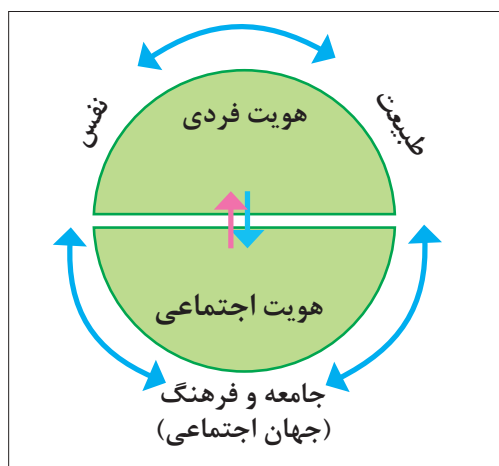 طبیعت
نفس
هویت فردی
هویت اجتماعی
جامعه و فرهنگ
(جهان اجتماعی)